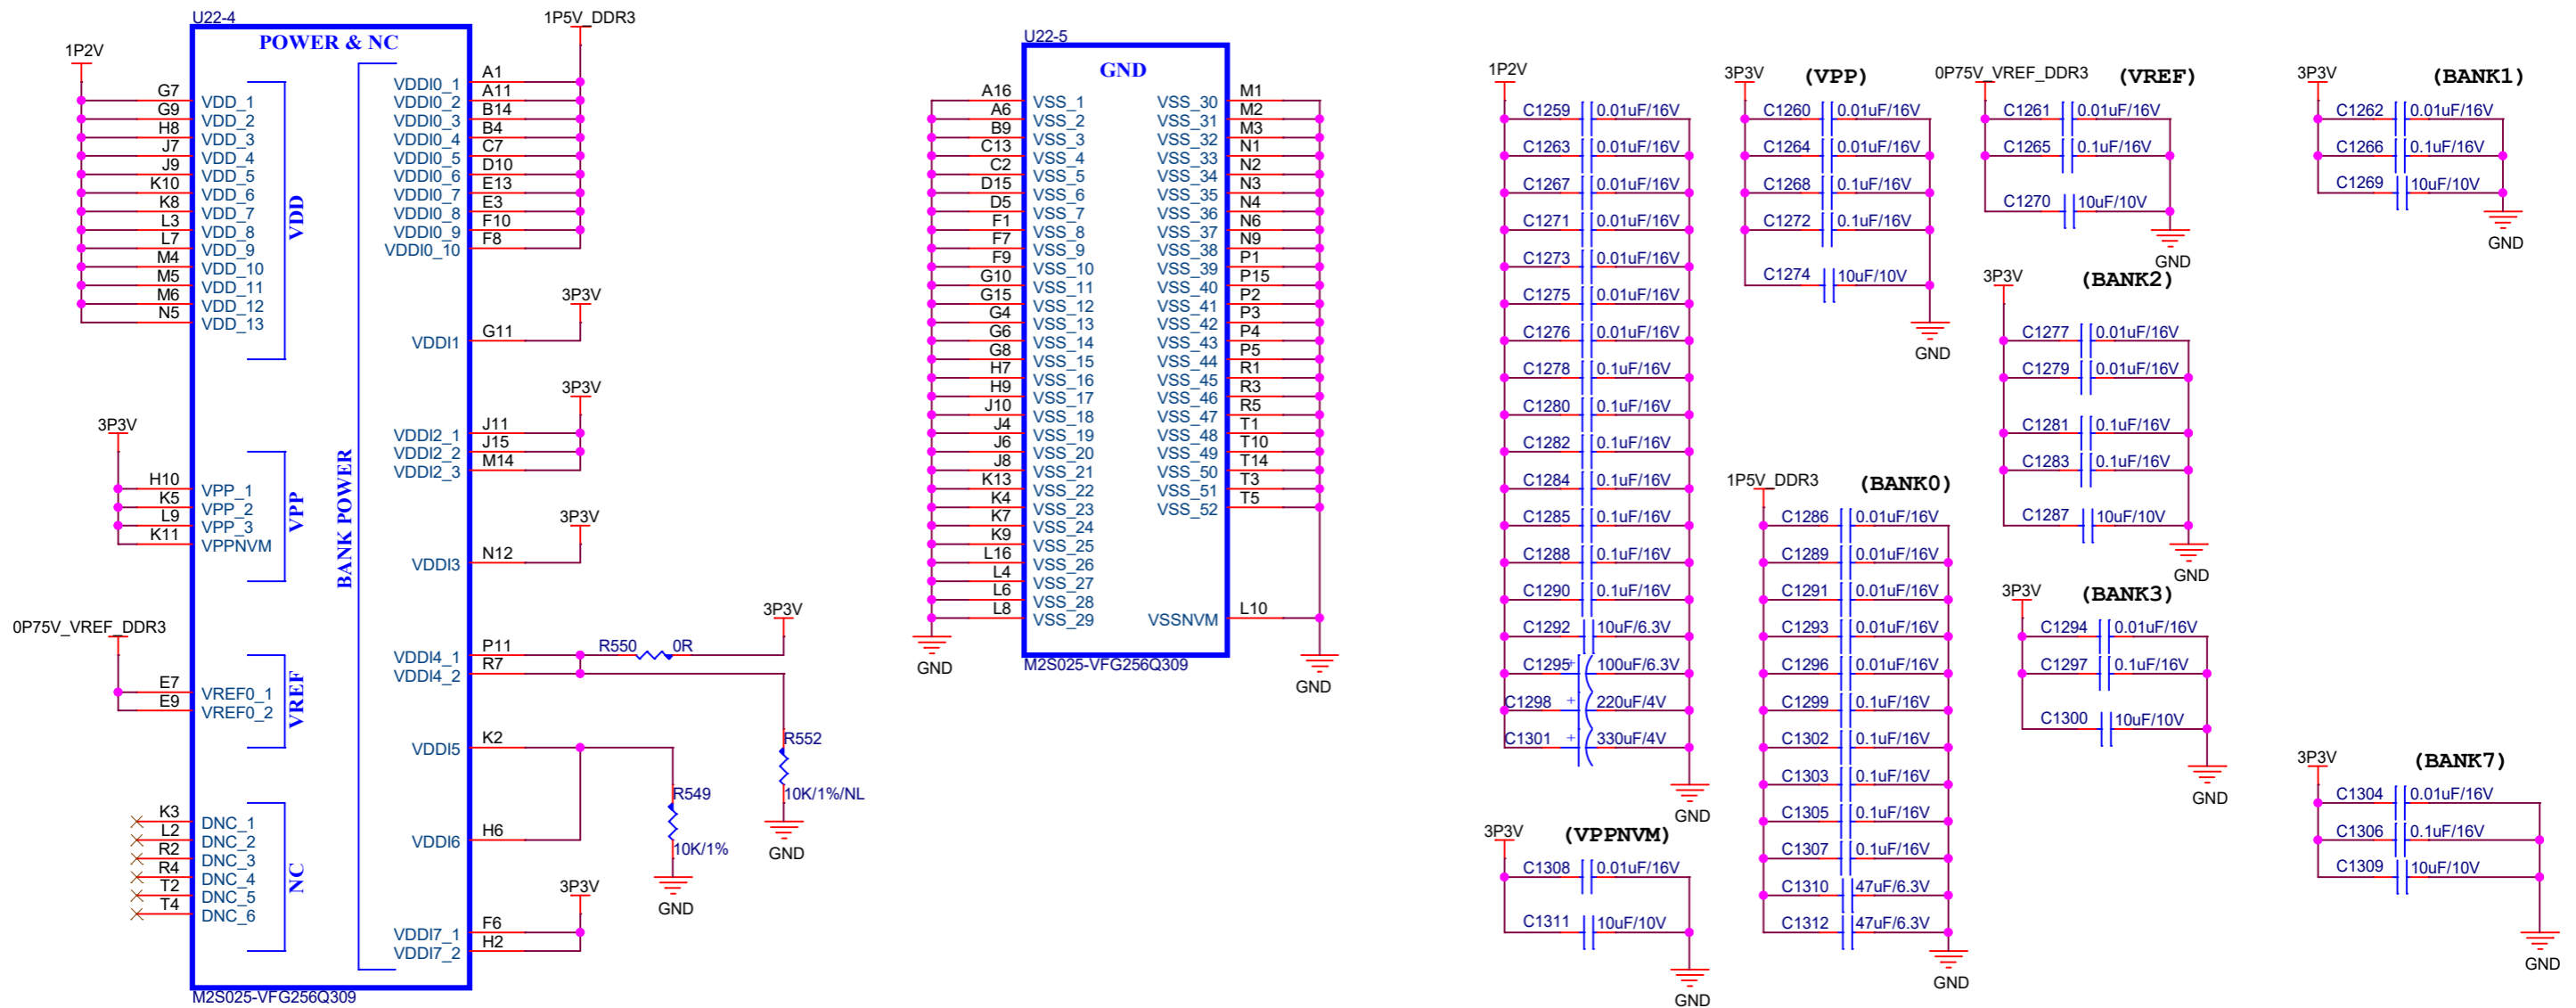 U22-4
POWER & NC
1P2V
G7 VDD_1
G9 VDD_2
H8 VDD_3
J7 VDD_4
J9 VDD_5
K10 VDD_6
K8 VDD_7
L3 VDD_8
L7 VDD_9
M4 VDD_10
M5 VDD_11
M6 VDD_12
N5 VDD_13
VDD
3P3V
H10 VPP_1
K5 VPP_2
L9 VPP_3
K11 VPPNVM
VPP
0P75V_VREF_DDR3
E7 VREF0_1
E9 VREF0_2
VREF
K3 DNC_1
L2 DNC_2
R2 DNC_3
R4 DNC_4
T2 DNC_5
T4 DNC_6
NC
BANK POWER
1P5V_DDR3
VDDI0_1 A1
VDDI0_2 A11
VDDI0_3 B14
VDDI0_4 B4
VDDI0_5 C7
VDDI0_6 D10
VDDI0_7 E13
VDDI0_8 E3
VDDI0_9 F10
VDDI0_10 F8
3P3V
VDDI1 G11
3P3V
VDDI2_1 J11
VDDI2_2 J15
VDDI2_3 M14
3P3V
VDDI3 N12
3P3V
VDDI4_1 P11 R550 0R
VDDI4_2 R7
R552
10K/1%/NL
GND
VDDI5 K2
R549
10K/1%
GND
VDDI6 H6
3P3V
VDDI7_1 F6
VDDI7_2 H2
M2S025-VFG256Q309
U22-5
GND
A16 VSS_1
A6 VSS_2
B9 VSS_3
C13 VSS_4
C2 VSS_5
D15 VSS_6
D5 VSS_7
F1 VSS_8
F7 VSS_9
F9 VSS_10
G10 VSS_11
G15 VSS_12
G4 VSS_13
G6 VSS_14
G8 VSS_15
H7 VSS_16
H9 VSS_17
J10 VSS_18
J4 VSS_19
J6 VSS_20
J8 VSS_21
K13 VSS_22
K4 VSS_23
K7 VSS_24
K9 VSS_25
L16 VSS_26
L4 VSS_27
L6 VSS_28
L8 VSS_29
GND
VSS_30 M1
VSS_31 M2
VSS_32 M3
VSS_33 N1
VSS_34 N2
VSS_35 N3
VSS_36 N4
VSS_37 N6
VSS_38 N9
VSS_39 P1
VSS_40 P15
VSS_41 P2
VSS_42 P3
VSS_43 P4
VSS_44 P5
VSS_45 R1
VSS_46 R3
VSS_47 R5
VSS_48 T1
VSS_49 T10
VSS_50 T14
VSS_51 T3
VSS_52 T5
VSSNVM L10
GND
M2S025-VFG256Q309
1P2V
C1259 0.01uF/16V
C1263 0.01uF/16V
C1267 0.01uF/16V
C1271 0.01uF/16V
C1273 0.01uF/16V
C1275 0.01uF/16V
C1276 0.01uF/16V
C1278 0.1uF/16V
C1280 0.1uF/16V
C1282 0.1uF/16V
C1284 0.1uF/16V
C1285 0.1uF/16V
C1288 0.1uF/16V
C1290 0.1uF/16V
C1292 10uF/6.3V
C1295 + 100uF/6.3V
C1298 + 220uF/4V
C1301 + 330uF/4V
GND
3P3V (VPPNVM)
C1308 0.01uF/16V
C1311 10uF/10V
GND
3P3V (VPP)
C1260 0.01uF/16V
C1264 0.01uF/16V
C1268 0.1uF/16V
C1272 0.1uF/16V
C1274 10uF/10V
GND
1P5V_DDR3 (BANK0)
C1286 0.01uF/16V
C1289 0.01uF/16V
C1291 0.01uF/16V
C1293 0.01uF/16V
C1296 0.01uF/16V
C1299 0.1uF/16V
C1302 0.1uF/16V
C1303 0.1uF/16V
C1305 0.1uF/16V
C1307 0.1uF/16V
C1310 47uF/6.3V
C1312 47uF/6.3V
GND
0P75V_VREF_DDR3 (VREF)
C1261 0.01uF/16V
C1265 0.1uF/16V
C1270 10uF/10V
GND
3P3V (BANK2)
C1277 0.01uF/16V
C1279 0.01uF/16V
C1281 0.1uF/16V
C1283 0.1uF/16V
C1287 10uF/10V
GND
3P3V (BANK3)
C1294 0.01uF/16V
C1297 0.1uF/16V
C1300 10uF/10V
GND
3P3V (BANK1)
C1262 0.01uF/16V
C1266 0.1uF/16V
C1269 10uF/10V
GND
3P3V (BANK7)
C1304 0.01uF/16V
C1306 0.1uF/16V
C1309 10uF/10V
GND